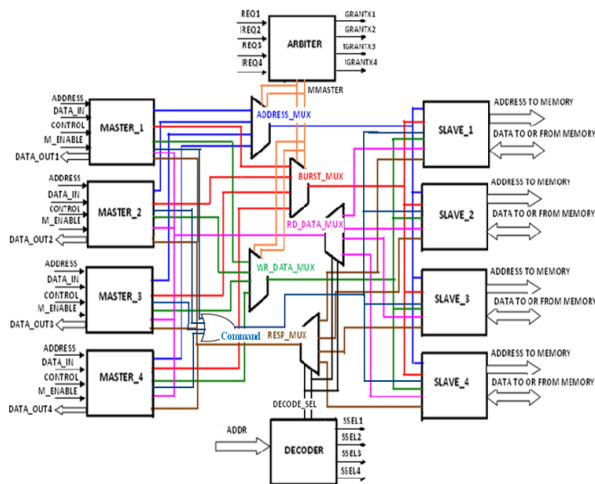 REQ1
IREQ2
REQ3
IREQ4
ARBITER
GRANTX1
GRANTX2
IGRANTX3
IGRANTX4
MMASTER
ADDRESS
DATA_IN
CONTROL
M_ENABLE
DATA_OUT1
MASTER_1
ADDRESS_MUX
SLAVE_1
ADDRESS TO MEMORY
DATA TO OR FROM MEMORY
ADDRESS
DATA_IN
CONTROL
M_ENABLE
DATA_OUT2
MASTER_2
BURST_MUX
RD_DATA_MUX
SLAVE_2
ADDRESS TO MEMORY
DATA TO OR FROM MEMORY
ADDRESS
DATA_IN
CONTROL
M_ENABLE
DATA_OUT3
MASTER_3
WR_DATA_MUX
SLAVE_3
ADDRESS TO MEMORY
DATA TO OR FROM MEMORY
Command
RESP_MUX
ADDRESS
DATA_IN
CONTROL
M_ENABLE
DATA_OUT4
MASTER_4
SLAVE_4
ADDRESS TO MEMORY
DATA TO OR FROM MEMORY
DECODE_SEL
ADDR
DECODER
SSEL1
SSEL2
SSEL3
SSEL4